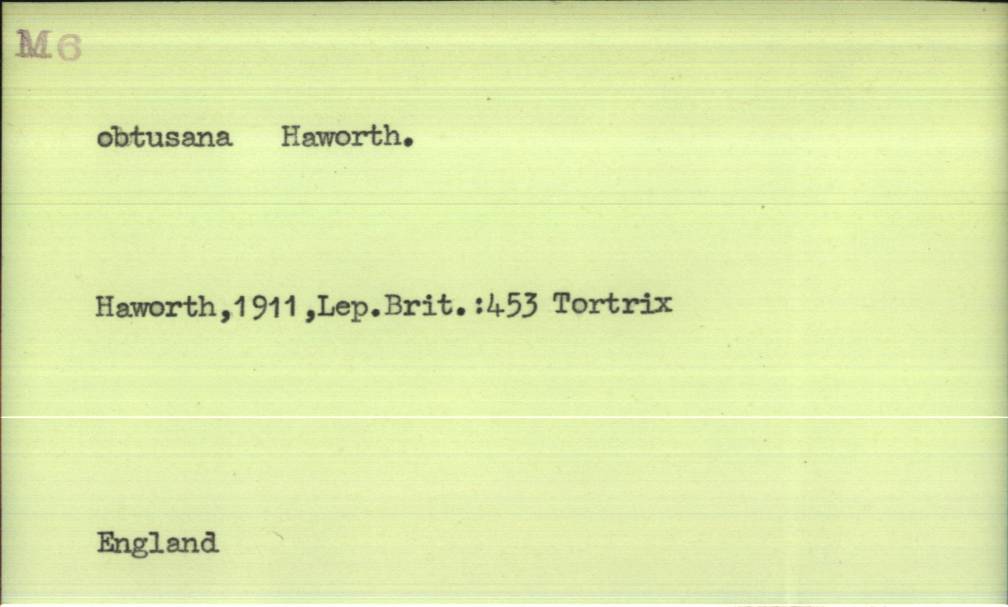 M6
obtusana Haworth.
Haworth,1911,Lep.Brit.:453 Tortrix
England